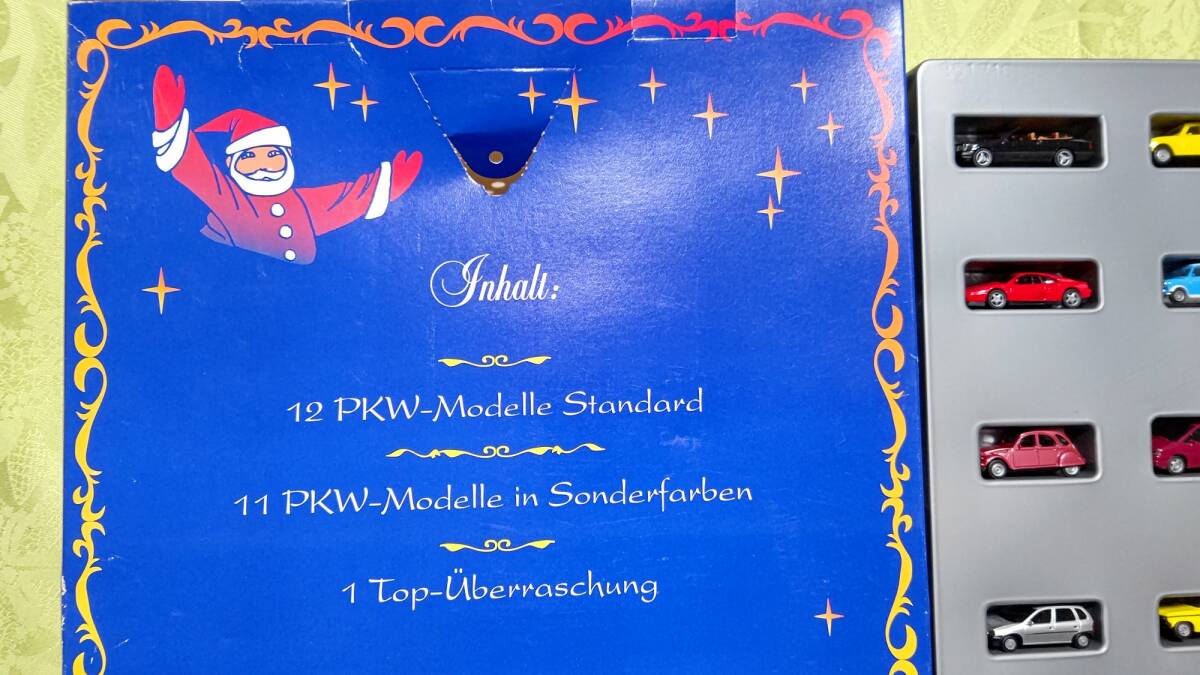 Inhalt:
12 PKW-Modelle Standard
11 PKW-Modelle in Sonderfarben
1 Top-Überraschung